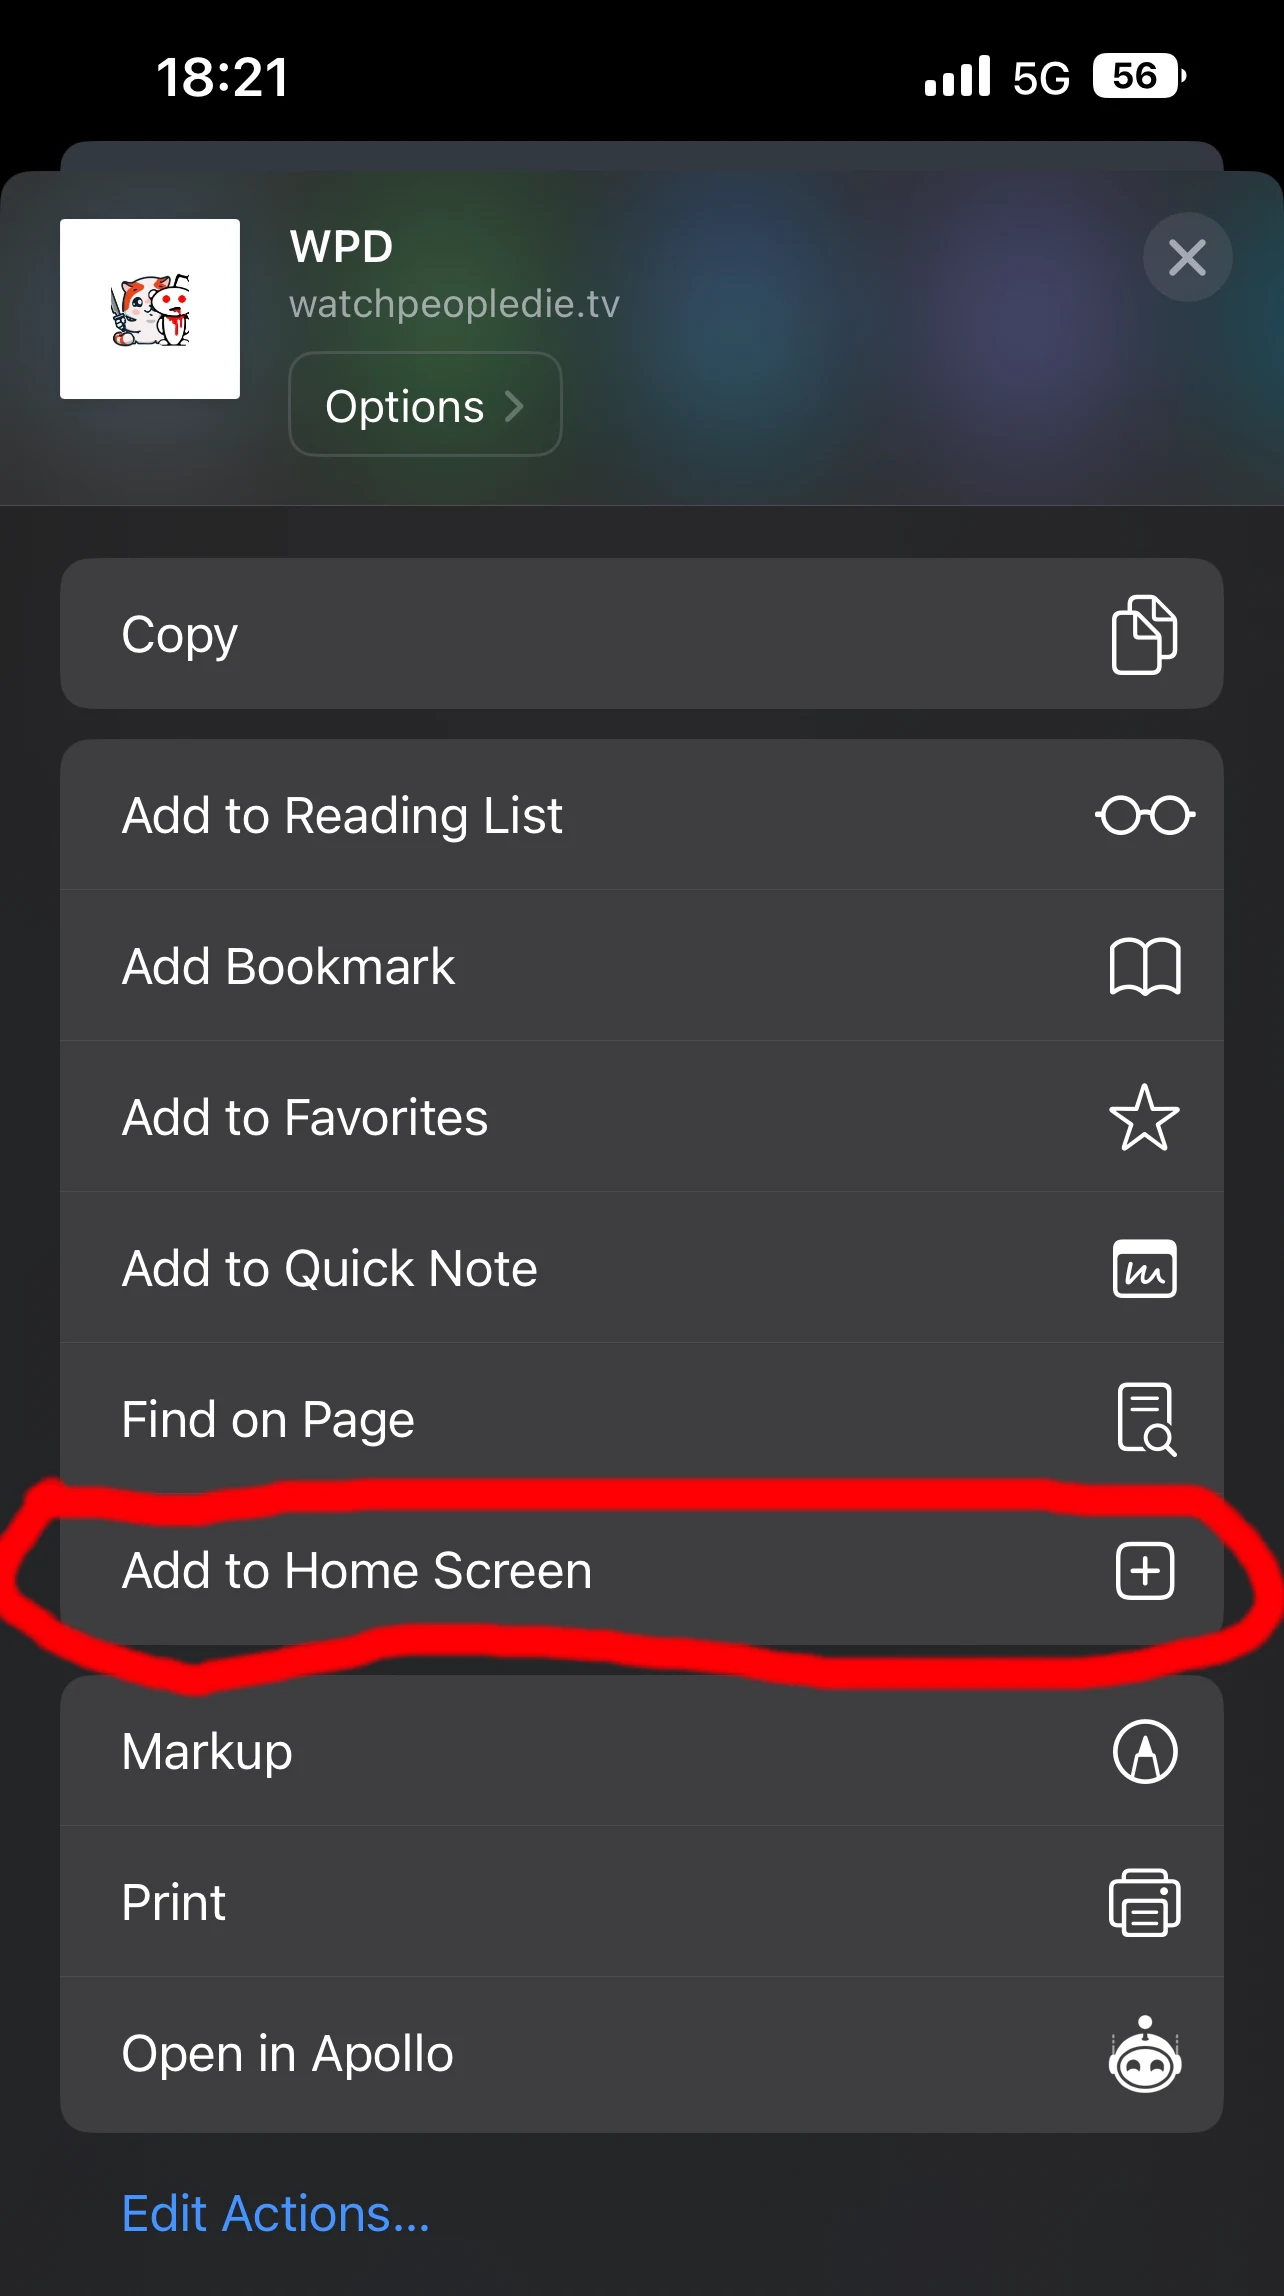 18:21
5G 56
WPD
watchpeopledie.tv
Options
Copy
Add to Reading List
Add Bookmark
Add to Favorites
Add to Quick Note
Find on Page
Add to Home Screen
Markup
Print
Open in Apollo
Edit Actions...